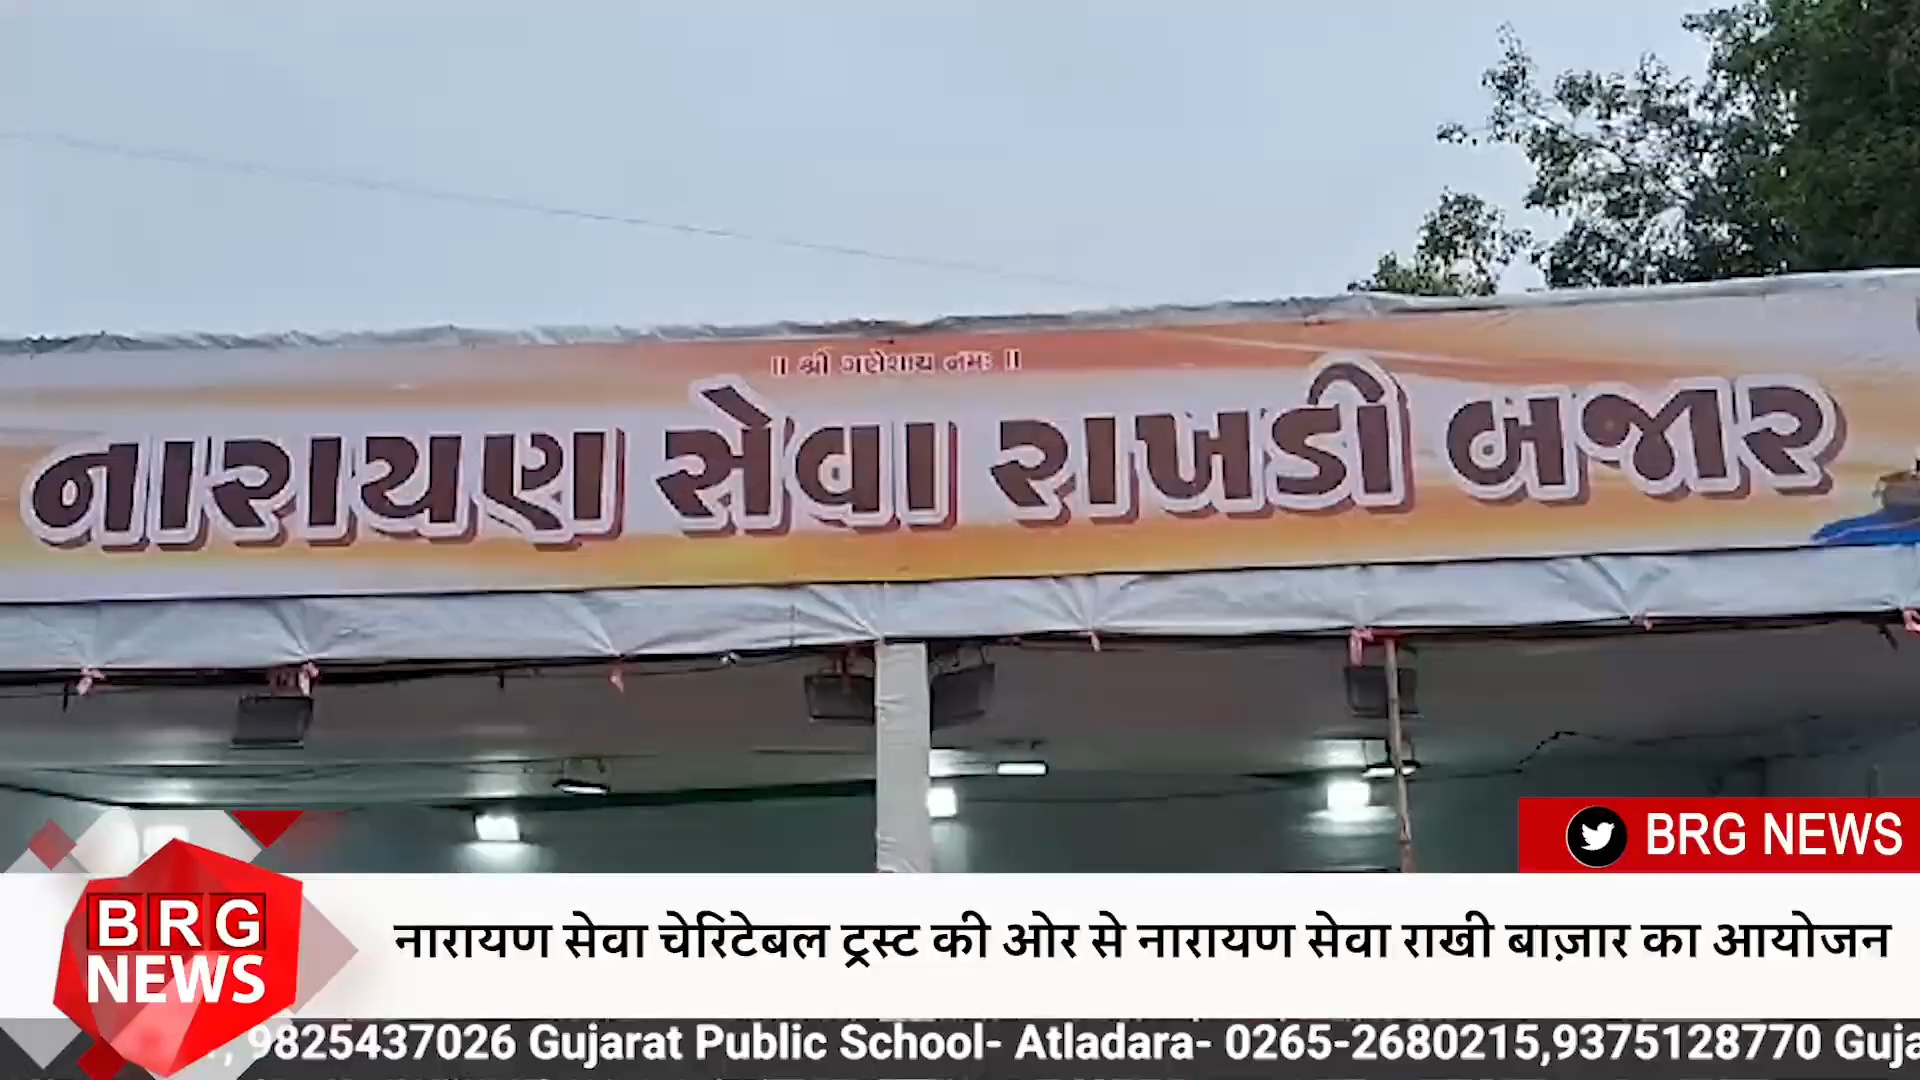 ॥ શ્રી ગણેશાય નમઃ ॥
નારાયણ સેવા રાખડી બજાર
BRG NEWS
BRG
NEWS
नारायण सेवा चेरिटेबल ट्रस्ट की ओर से नारायण सेवा राखी बाज़ार का आयोजन
, 9825437026 Gujarat Public School- Atladara- 0265-2680215,9375128770 Guja